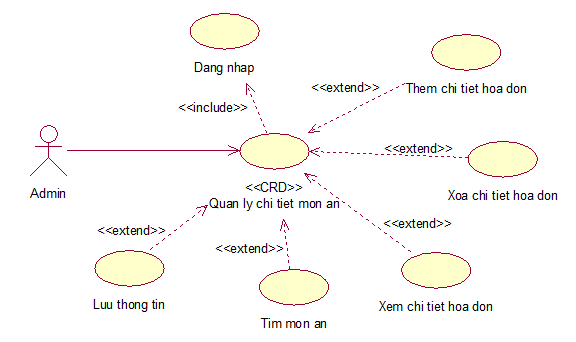 Dang nhap
<<extend>>
Them chi tiet hoa don
<<include>>
<<extend>>
Admin
Xoa chi tiet hoa don
<<CRD>>
Quan ly chi tiet mon an
<<extend>>
<<extend>>
<<extend>>
Luu thong tin
Tim mon an
Xem chi tiet hoa don